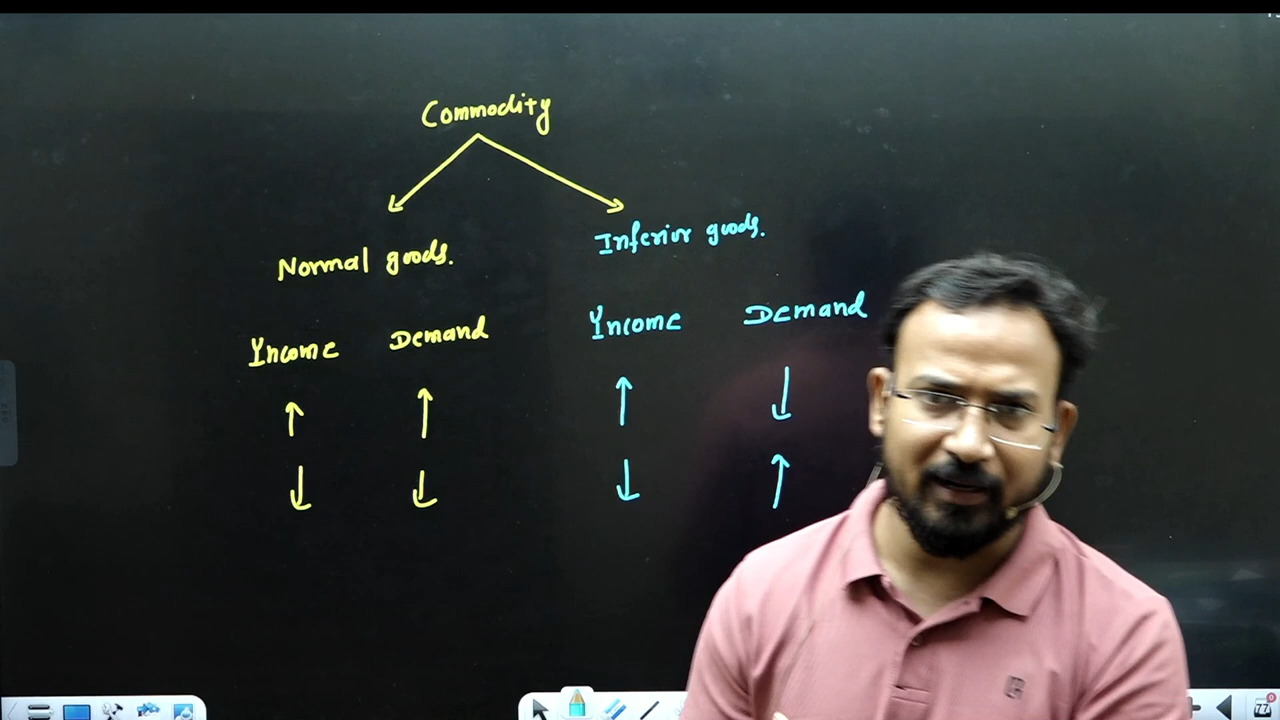 Commodity
Normal goods.
Inferior goods.
Income Demand
Income Demand
↑ ↑
↓ ↓
↑ ↓
↓ ↑